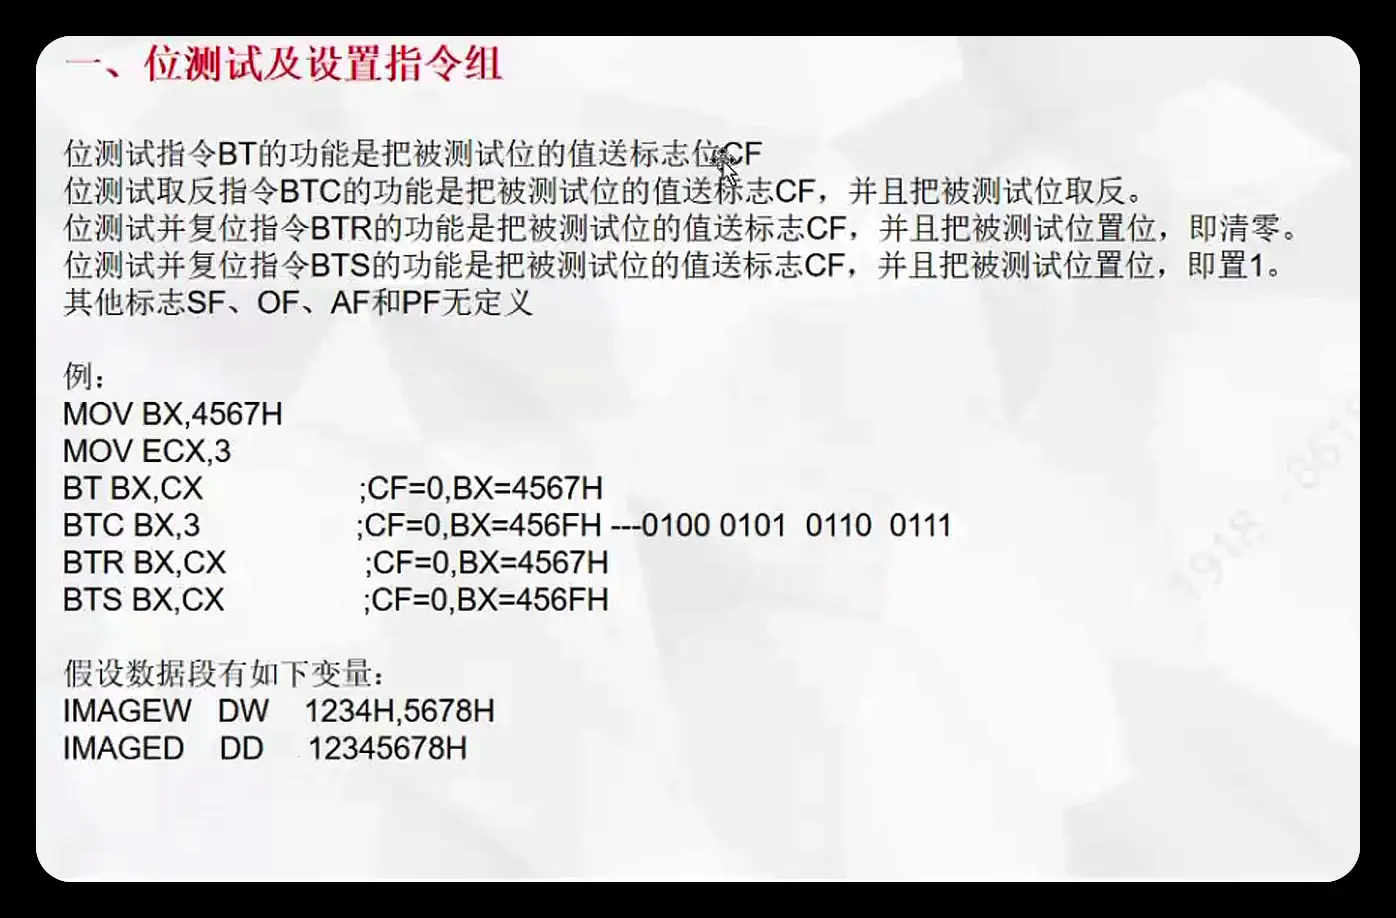 一、位测试及设置指令组
位测试指令BT的功能是把被测试位的值送标志位CF
位测试取反指令BTC的功能是把被测试位的值送标志CF，并且把被测试位取反。
位测试并复位指令BTR的功能是把被测试位的值送标志CF，并且把被测试位置位，即清零。
位测试并复位指令BTS的功能是把被测试位的值送标志CF，并且把被测试位置位，即置1。
其他标志SF、OF、AF和PF无定义
例：
MOV BX,4567H
MOV ECX,3
BT BX,CX ;CF=0,BX=4567H
BTC BX,3 ;CF=0,BX=456FH ---0100 0101 0110 0111
BTR BX,CX ;CF=0,BX=4567H
BTS BX,CX ;CF=0,BX=456FH
假设数据段有如下变量：
IMAGEW DW 1234H,5678H
IMAGED DD 12345678H